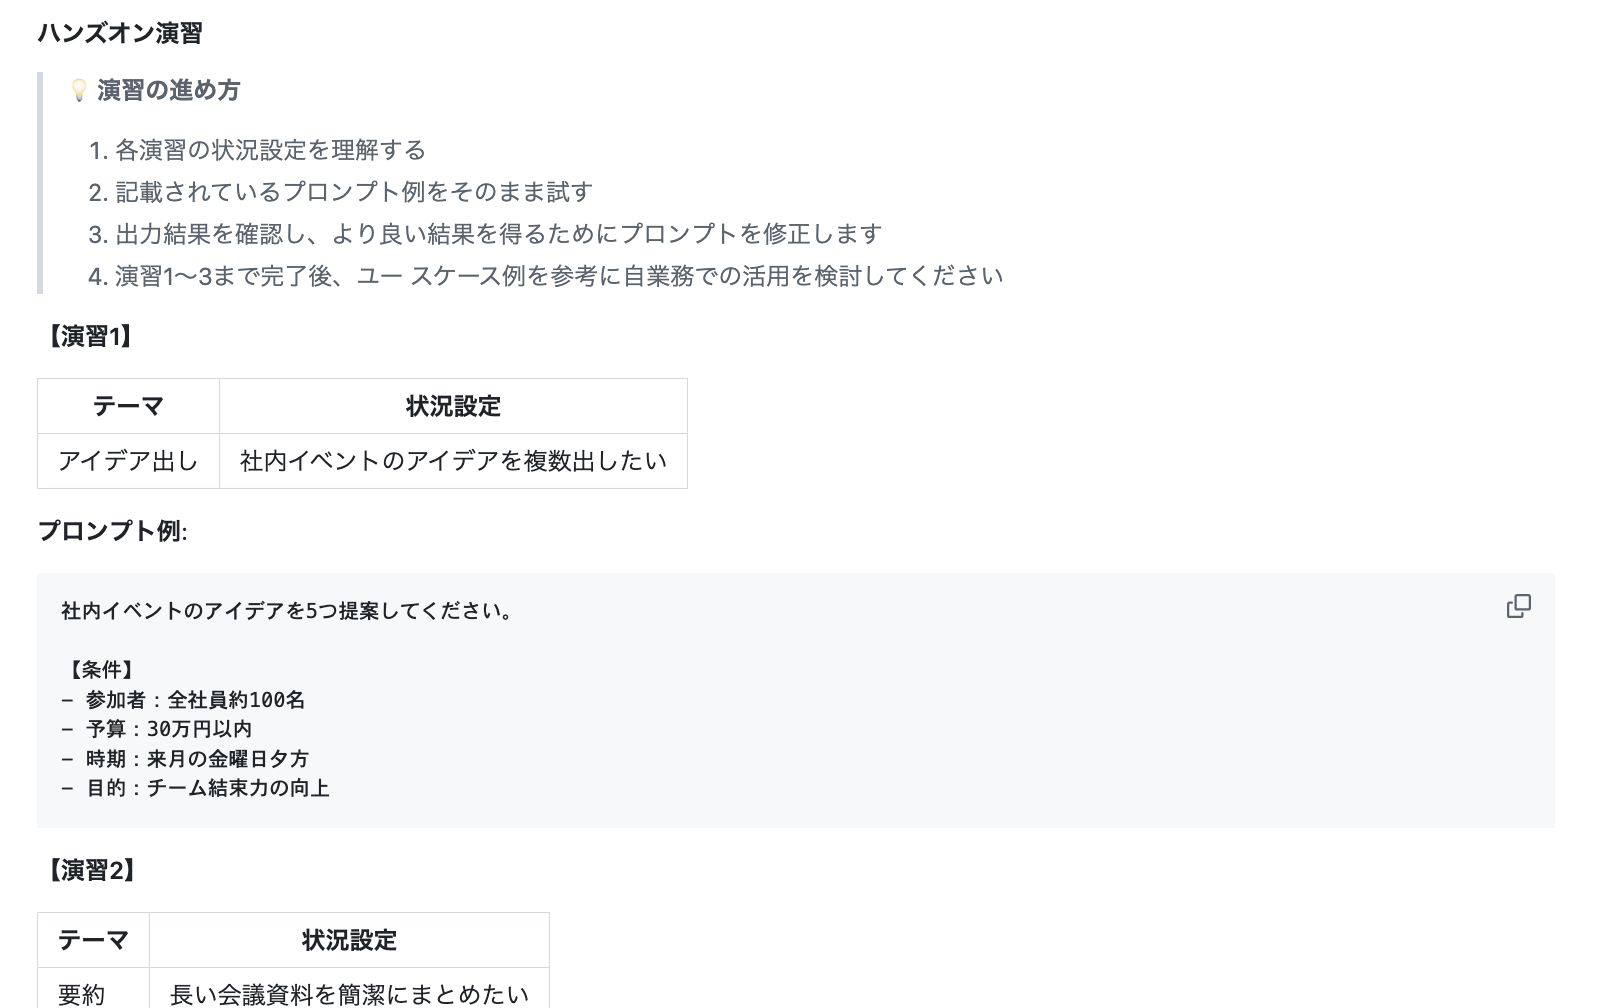 ハンズオン演習
💡 演習の進め方
1. 各演習の状況設定を理解する
2. 記載されているプロンプト例をそのまま試す
3. 出力結果を確認し、より良い結果を得るためにプロンプトを修正します
4. 演習1〜3まで完了後、ユー スケース例を参考に自業務での活用を検討してください
【演習1】
テーマ 状況設定
アイデア出し 社内イベントのアイデアを複数出したい
プロンプト例:
社内イベントのアイデアを5つ提案してください。
【条件】
- 参加者：全社員約100名
- 予算：30万円以内
- 時期：来月の金曜日夕方
- 目的：チーム結束力の向上
【演習2】
テーマ 状況設定
要約 長い会議資料を簡潔にまとめたい